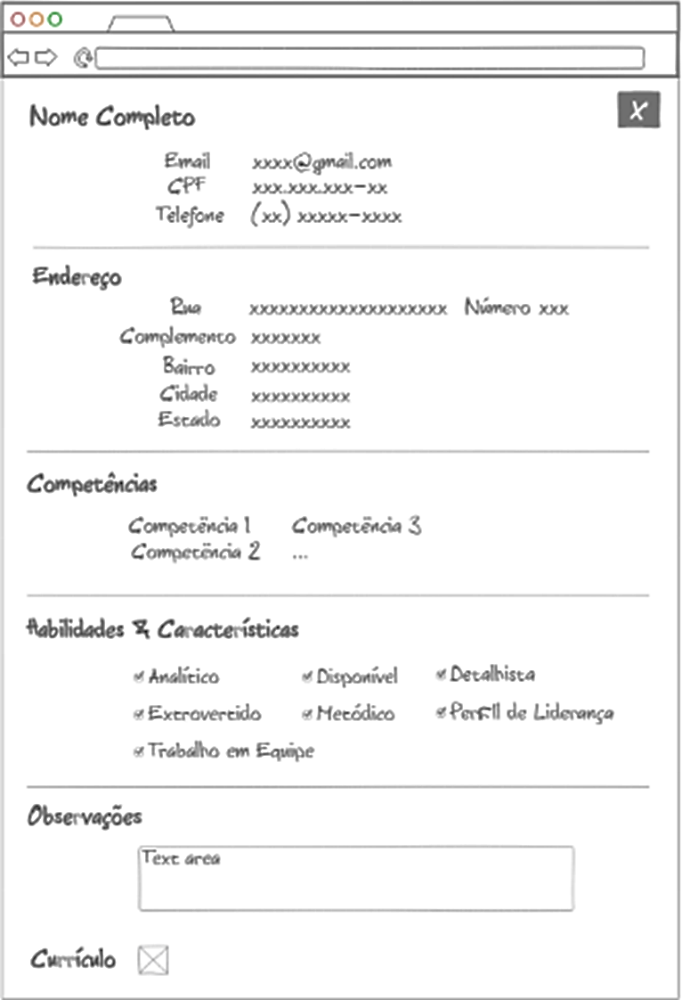 X
Nome Completo
Email xxxx@gmail.com
CPF xxx.xxx.xxx-xx
Telefone (xx) xxxxx-xxxx
Endereço
Rua xxxxxxxxxxxxxxxxxxxx Número xxx
Complemento xxxxxxx
Bairro xxxxxxxxxx
Cidade xxxxxxxxxx
Estado xxxxxxxxxx
Competências
Competência 1 Competência 3
Competência 2 ...
Habilidades & Características
Analítico Disponível Detalhista
Extrovertido Metódico Perfil de Liderança
Trabalho em Equipe
Observações
Text area
Currículo